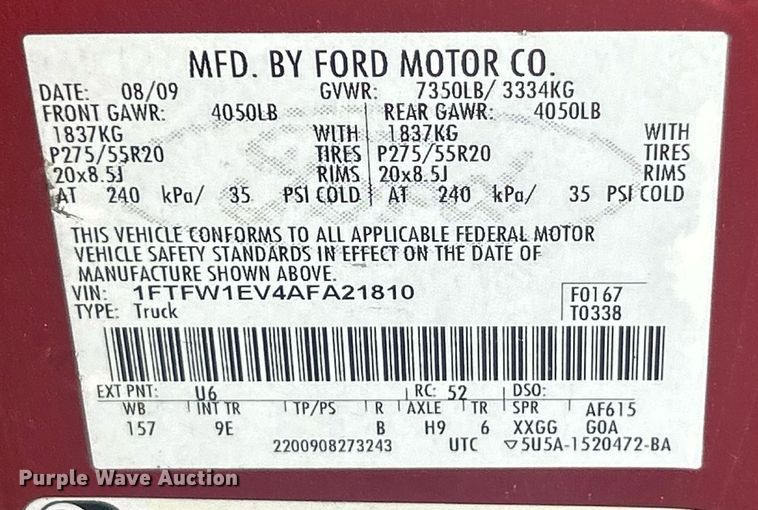 MFD. BY FORD MOTOR CO.
DATE: 08/09 GVWR: 7350LB/ 3334KG
FRONT GAWR: 4050LB REAR GAWR: 4050LB
1837KG WITH 1837KG WITH
P275/55R20 TIRES P275/55R20 TIRES
20x8.5J RIMS 20x8.5J RIMS
AT 240 kPa/ 35 PSI COLD AT 240 kPa/ 35 PSI COLD
THIS VEHICLE CONFORMS TO ALL APPLICABLE FEDERAL MOTOR
VEHICLE SAFETY STANDARDS IN EFFECT ON THE DATE OF
MANUFACTURE SHOWN ABOVE.
VIN: 1FTFW1EV4AFA21810 F0167
TYPE: Truck T0338
EXT PNT: U6 RC: 52 DSO:
WB INT TR TP/PS R AXLE TR SPR AF615
157 9E B H9 6 XXGG GOA
2200908273243 UTC ▽5U5A-1520472-BA
Purple Wave Auction